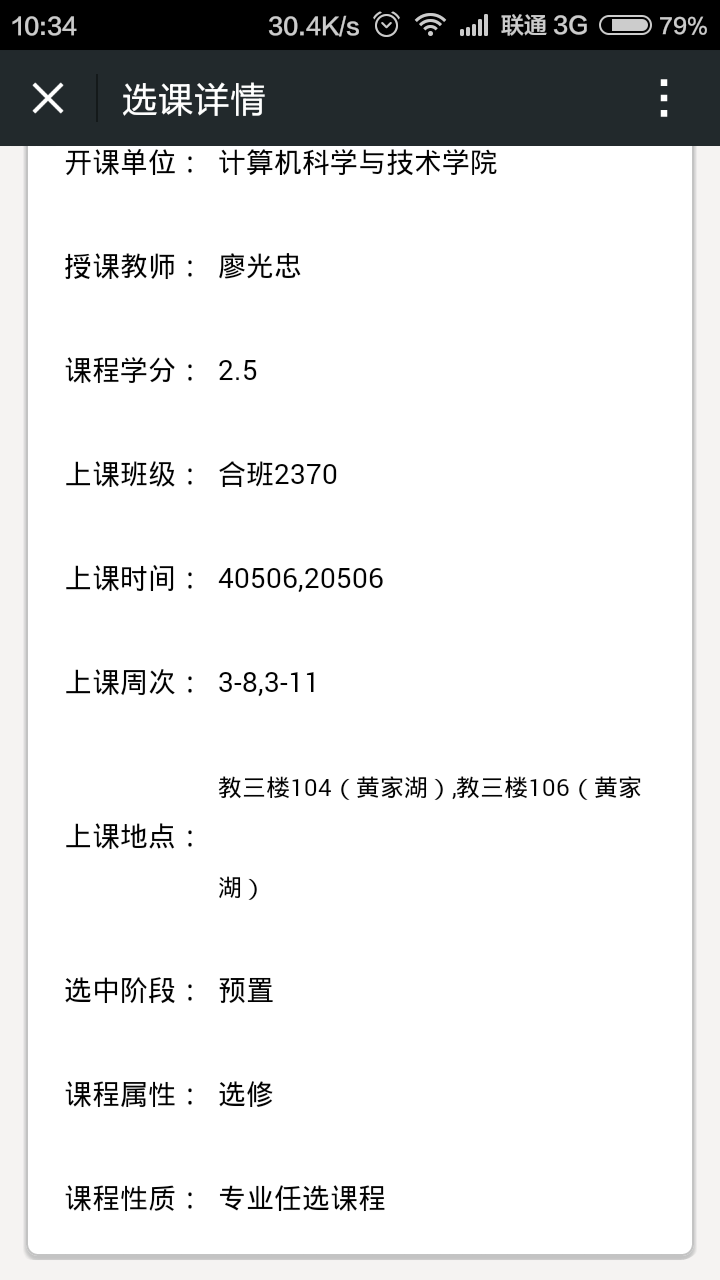 10:34 30.4K/s 联通 3G 79%
选课详情
开课单位： 计算机科学与技术学院
授课教师： 廖光忠
课程学分： 2.5
上课班级： 合班2370
上课时间： 40506,20506
上课周次： 3-8,3-11
教三楼104（黄家湖）,教三楼106（黄家
上课地点：
湖）
选中阶段： 预置
课程属性： 选修
课程性质： 专业任选课程